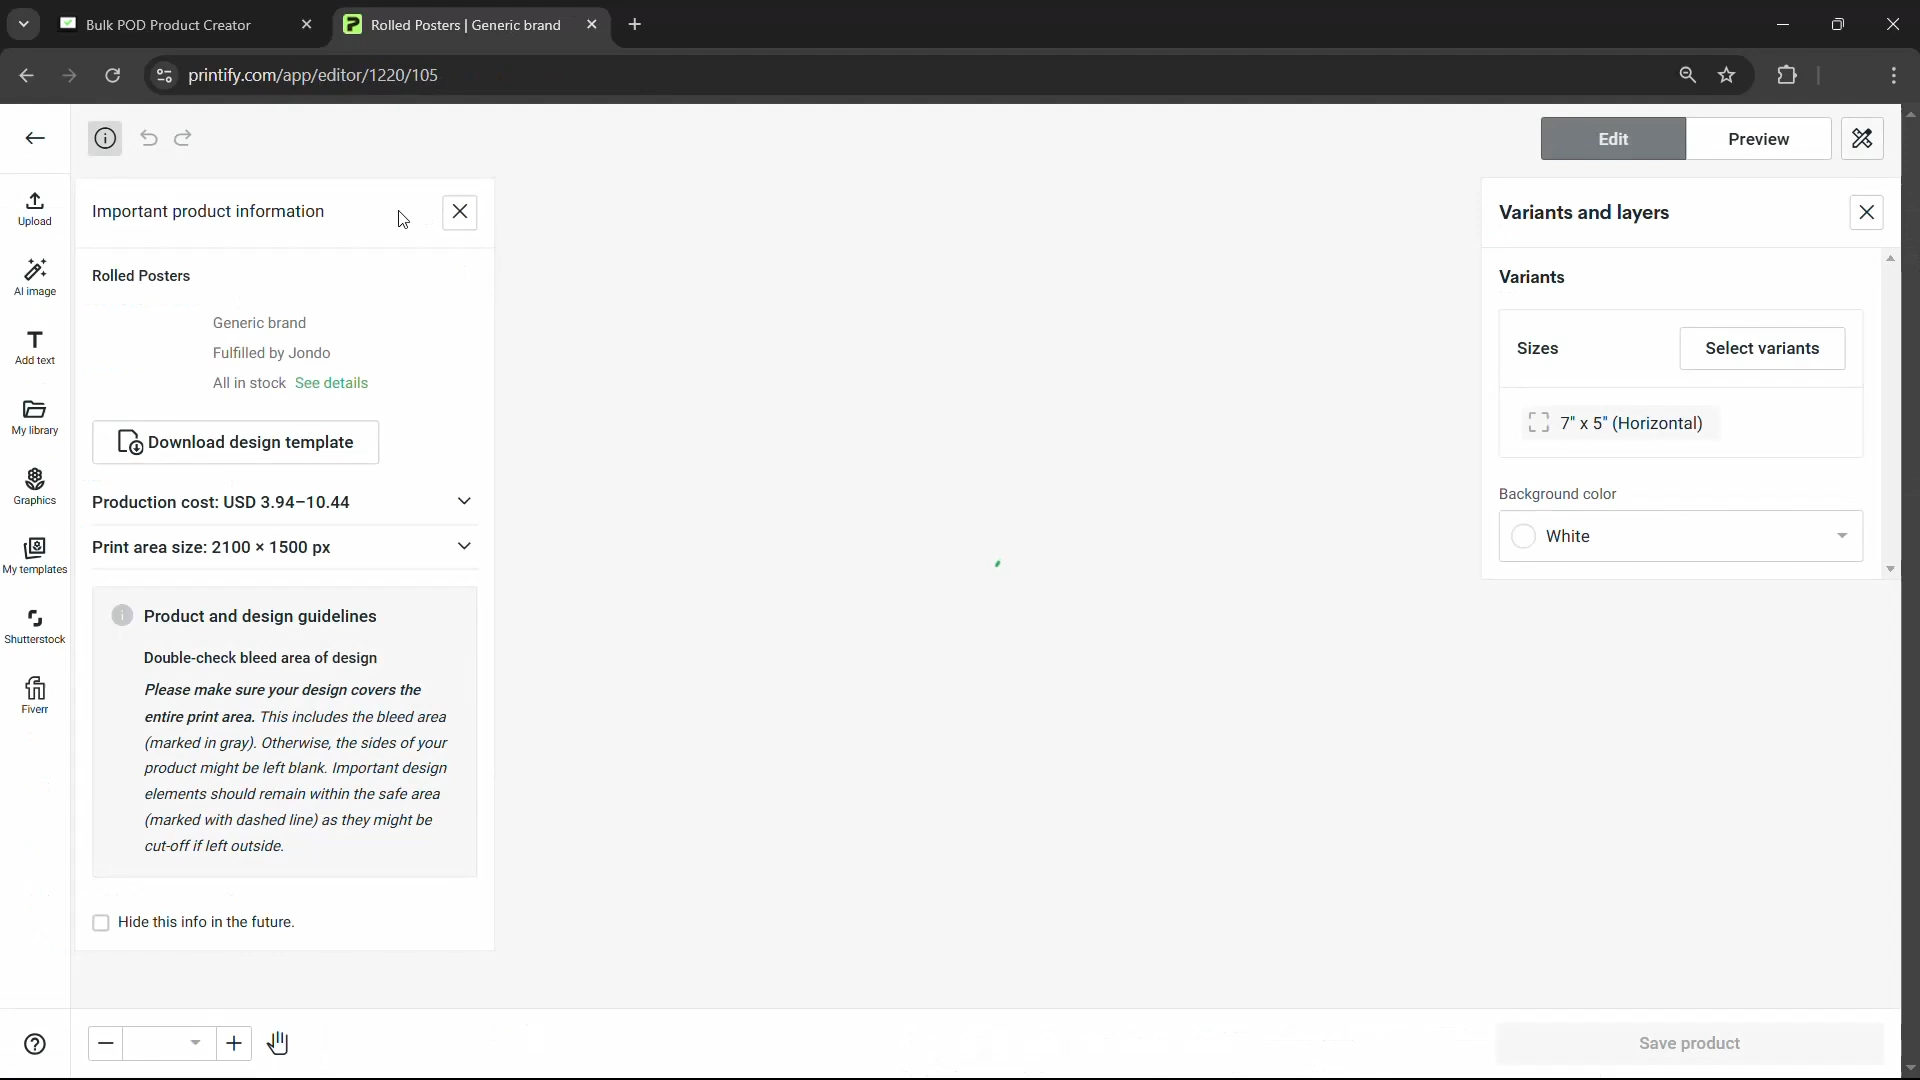 Bulk POD Product Creator
Rolled Posters | Generic brand
printify.com/app/editor/1220/105
Edit
Preview
Upload
AI image
Add text
My library
Graphics
My templates
Shutterstock
Fiverr
Important product information
Rolled Posters
Generic brand
Fulfilled by Jondo
All in stock See details
Download design template
Production cost: USD 3.94–10.44
Print area size: 2100 × 1500 px
Product and design guidelines
Double-check bleed area of design
Please make sure your design covers the
entire print area. This includes the bleed area
(marked in gray). Otherwise, the sides of your
product might be left blank. Important design
elements should remain within the safe area
(marked with dashed line) as they might be
cut-off if left outside.
Hide this info in the future.
Variants and layers
Variants
Sizes
Select variants
7" x 5" (Horizontal)
Background color
White
Save product